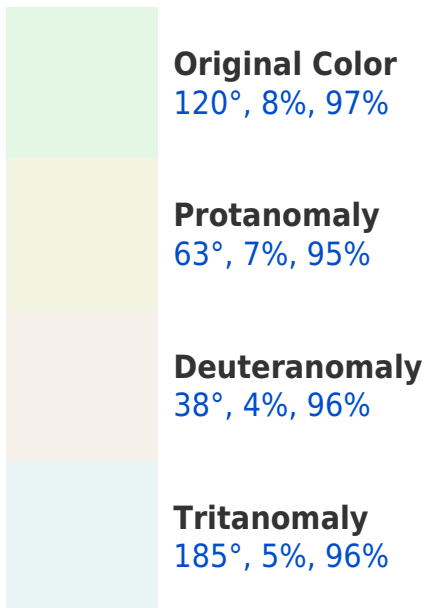 Original Color
120°, 8%, 97%
Protanomaly
63°, 7%, 95%
Deuteranomaly
38°, 4%, 96%
Tritanomaly
185°, 5%, 96%